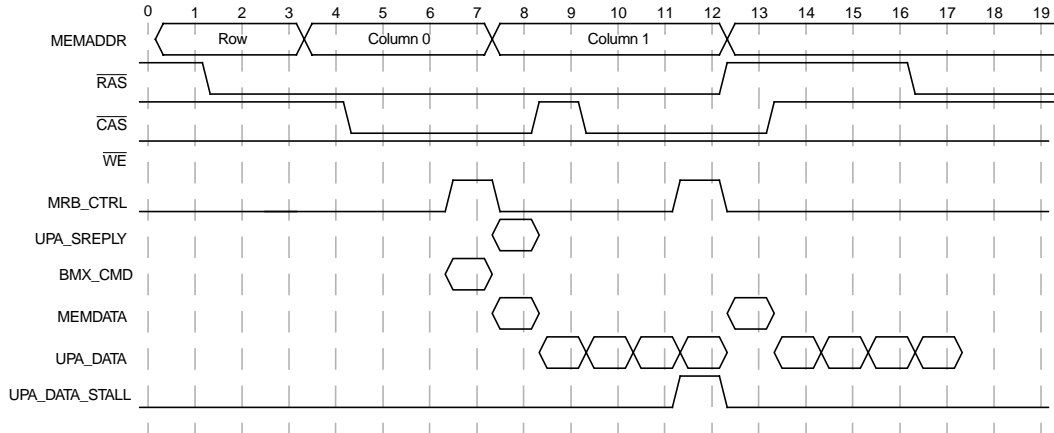 0 1 2 3 4 5 6 7 8 9 10 11 12 13 14 15 16 17 18 19
MEMADDR Row Column 0 Column 1
RAS
CAS
WE
MRB_CTRL
UPA_SREPLY
BMX_CMD
MEMDATA
UPA_DATA
UPA_DATA_STALL